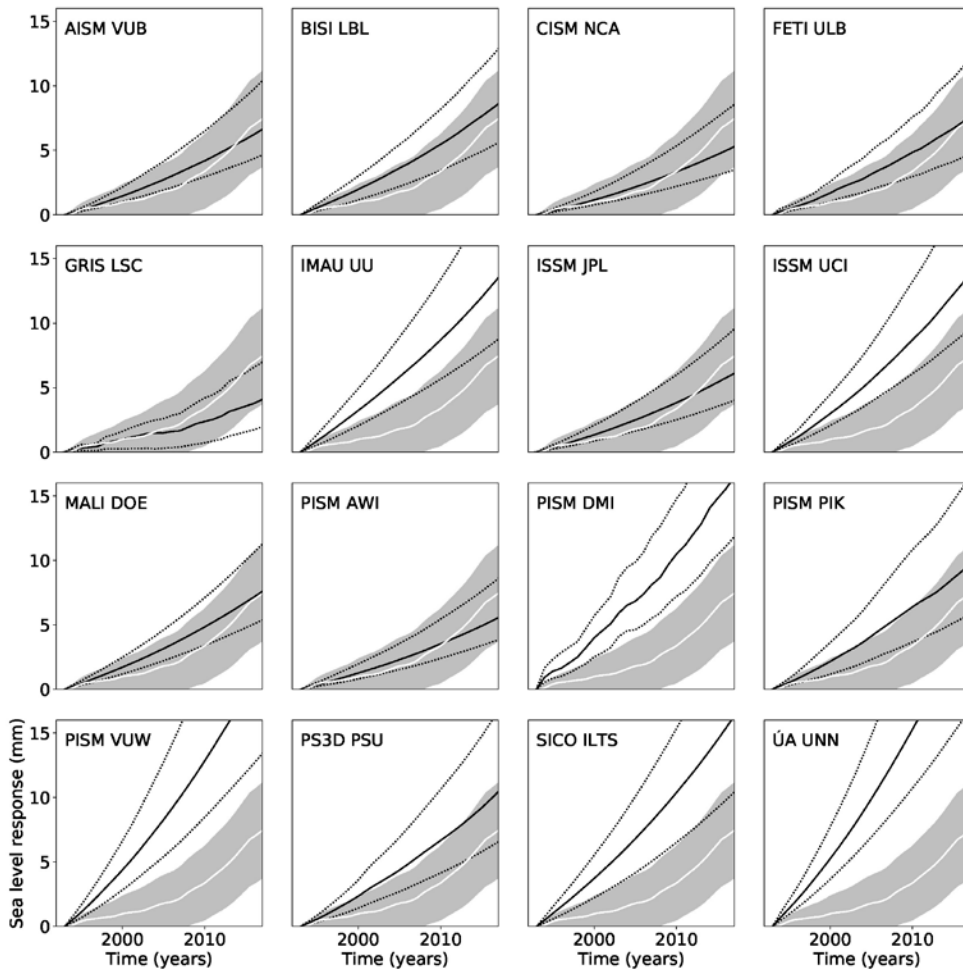 15
10
5
0
AISM VUB
BISI LBL
CISM NCA
FETI ULB
15
10
5
0
GRIS LSC
IMAU UU
ISSM JPL
ISSM UCI
15
10
5
0
MALI DOE
PISM AWI
PISM DMI
PISM PIK
Sea level response (mm)
15
10
5
0
PISM VUW
PS3D PSU
SICO ILTS
ÚA UNN
2000 2010
2000 2010
2000 2010
2000 2010
Time (years)
Time (years)
Time (years)
Time (years)